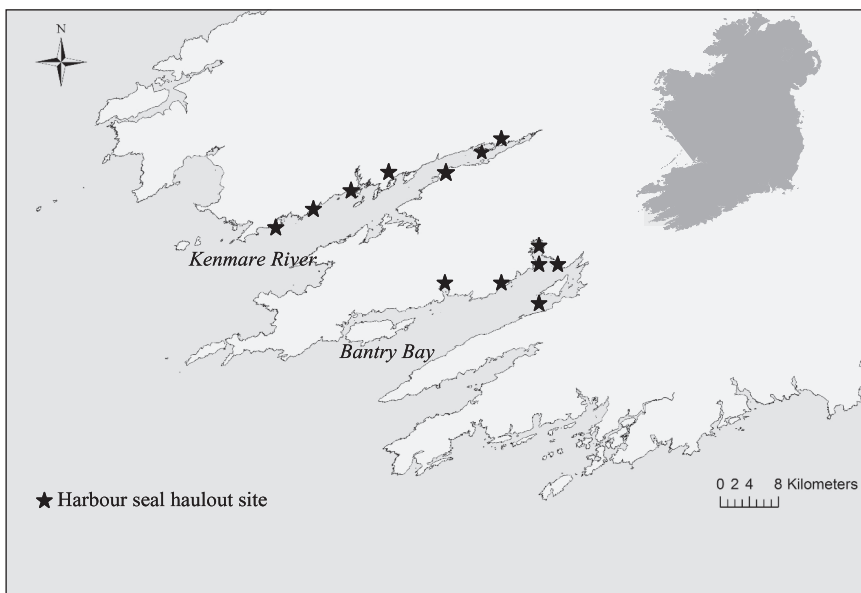 N
Kenmare River
Bantry Bay
Harbour seal haulout site
0 2 4 8 Kilometers